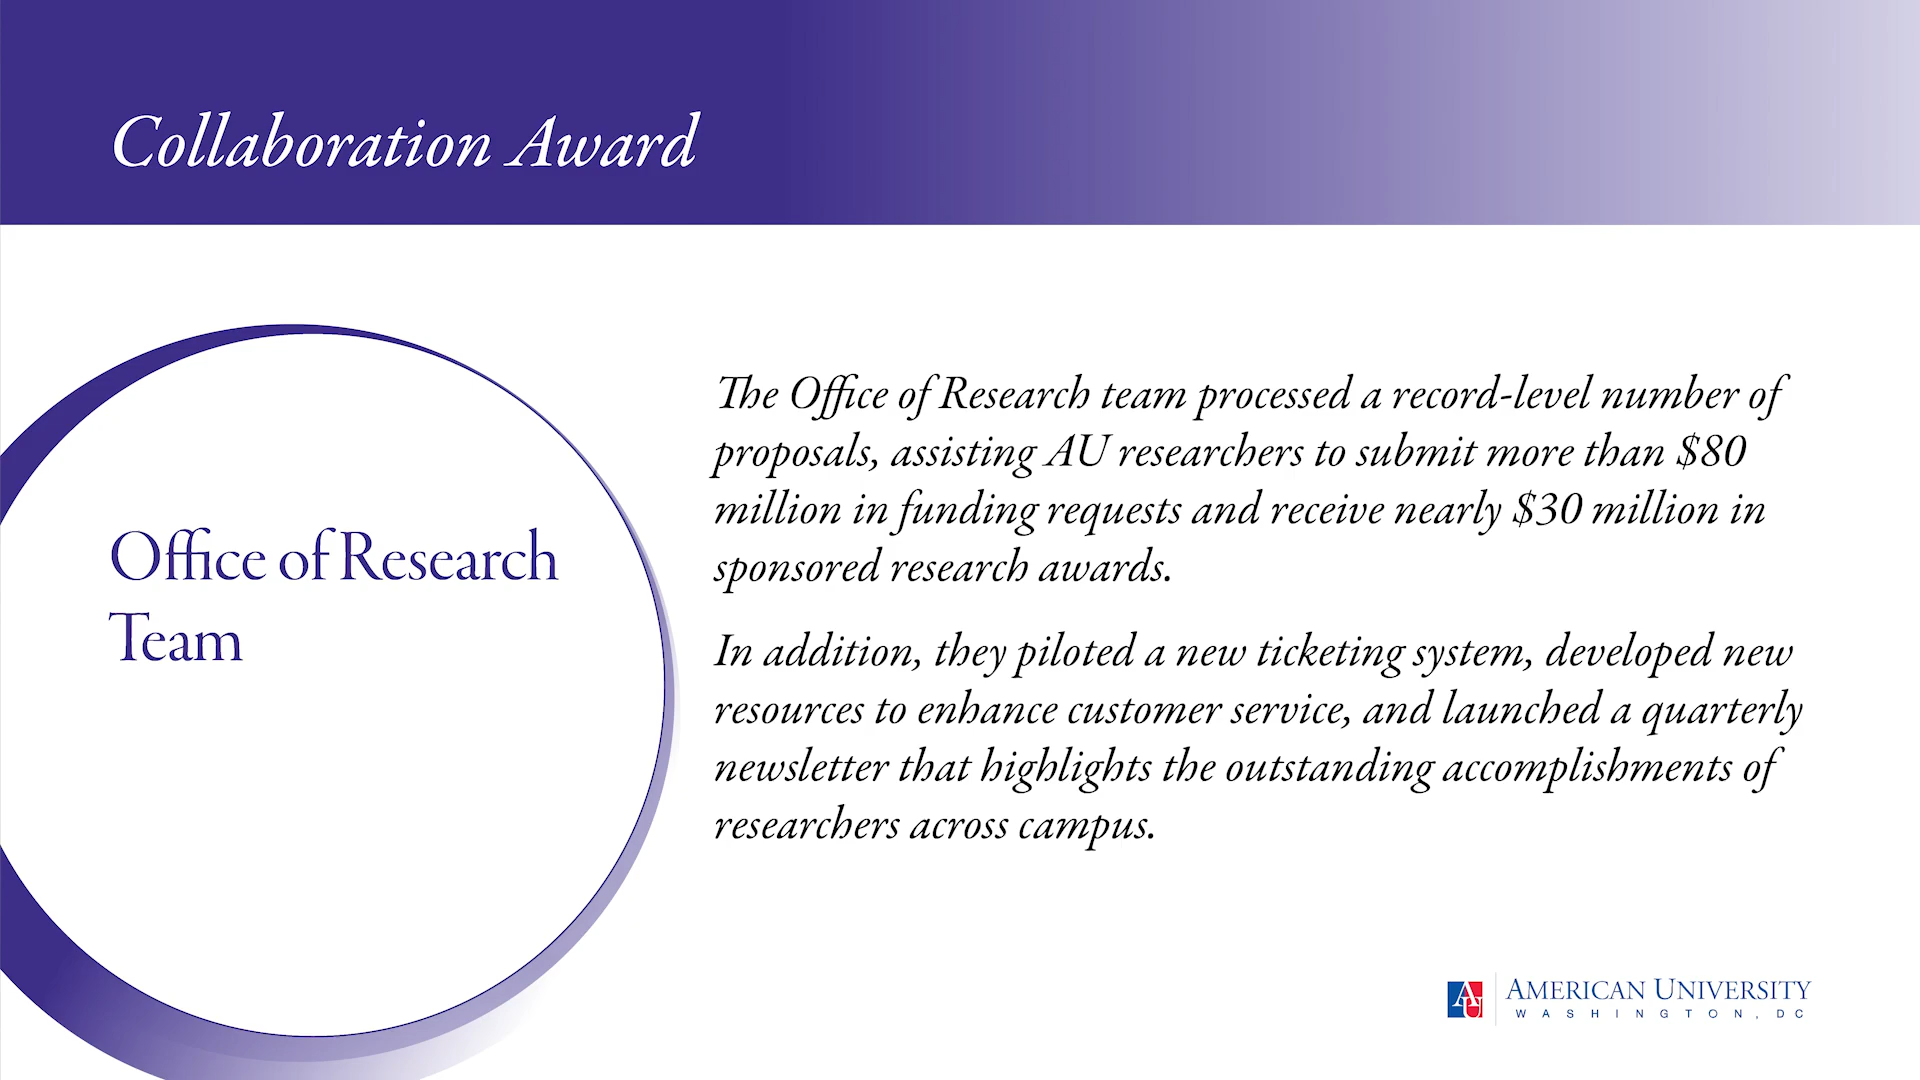 Collaboration Award
Office of Research
Team
The Office of Research team processed a record-level number of
proposals, assisting AU researchers to submit more than $80
million in funding requests and receive nearly $30 million in
sponsored research awards.
In addition, they piloted a new ticketing system, developed new
resources to enhance customer service, and launched a quarterly
newsletter that highlights the outstanding accomplishments of
researchers across campus.
AU
AMERICAN UNIVERSITY
WASHINGTON, DC